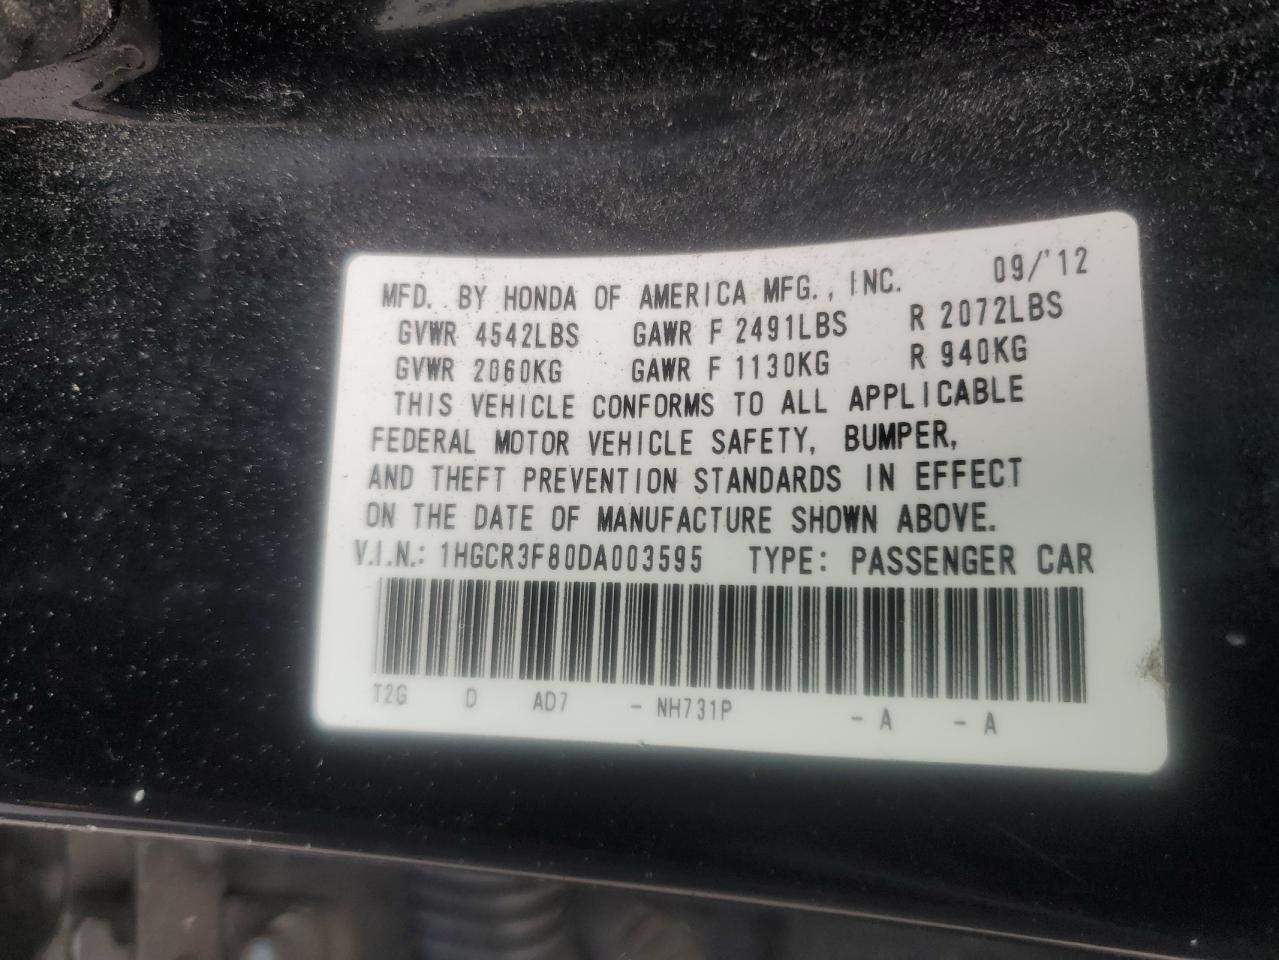 MFD. BY HONDA OF AMERICA MFG., INC. 09/'12
GVWR 4542LBS GAWR F 2491LBS R 2072LBS
GVWR 2060KG GAWR F 1130KG R 940KG
THIS VEHICLE CONFORMS TO ALL APPLICABLE
FEDERAL MOTOR VEHICLE SAFETY, BUMPER,
AND THEFT PREVENTION STANDARDS IN EFFECT
ON THE DATE OF MANUFACTURE SHOWN ABOVE.
V.I.N.: 1HGCR3F80DA003595 TYPE: PASSENGER CAR
T2G D AD7 - NH731P - A - A